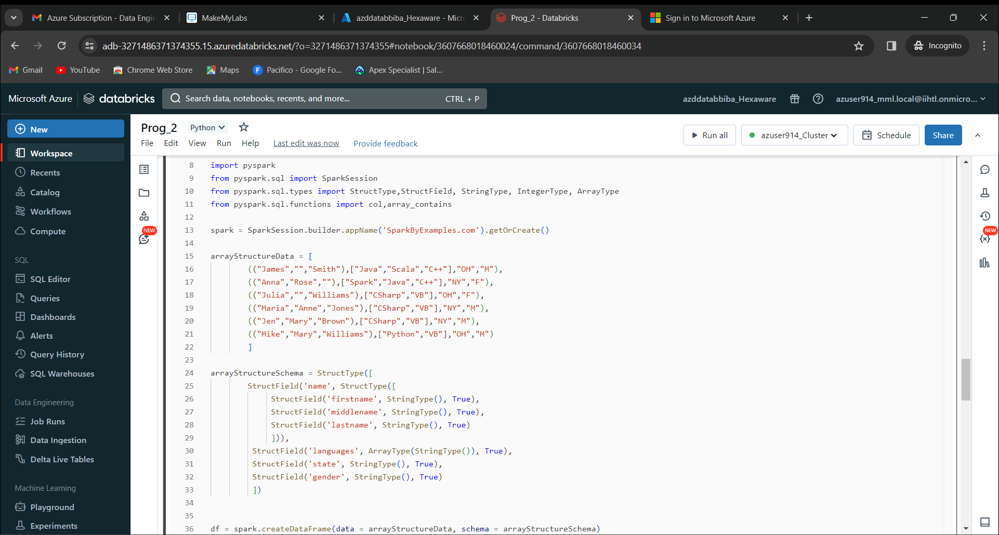 Azure Subscription - Data Engin
MakeMyLabs
azddatabbiba_Hexaware - Micro
Prog_2 - Databricks
Sign in to Microsoft Azure
adb-3271486371374355.15.azuredatabricks.net/?o=3271486371374355#notebook/3607668018460024/command/3607668018460034
Incognito
Gmail
YouTube
Chrome Web Store
Maps
Pacifico - Google Fo...
Apex Specialist | Sal...
Microsoft Azure
databricks
Search data, notebooks, recents, and more...
CTRL + P
azddatabbiba_Hexaware
azuser914_mml.local@iihtl.onmicro...
New
Workspace
Recents
Catalog
Workflows
Compute
SQL
SQL Editor
Queries
Dashboards
Alerts
Query History
SQL Warehouses
Data Engineering
Job Runs
Data Ingestion
Delta Live Tables
Machine Learning
Playground
Experiments
Prog_2
Python
File Edit View Run Help Last edit was now Provide feedback
Run all
azuser914_Cluster
Schedule
Share
NEW
8 import pyspark
9 from pyspark.sql import SparkSession
10 from pyspark.sql.types import StructType,StructField, StringType, IntegerType, ArrayType
11 from pyspark.sql.functions import col,array_contains
12
13 spark = SparkSession.builder.appName('SparkByExamples.com').getOrCreate()
14
15 arrayStructureData = [
16 (("James","","Smith"),["Java","Scala","C++"],"OH","M"),
17 (("Anna","Rose",""),["Spark","Java","C++"],"NY","F"),
18 (("Julia","","Williams"),["CSharp","VB"],"OH","F"),
19 (("Maria","Anne","Jones"),["CSharp","VB"],"NY","M"),
20 (("Jen","Mary","Brown"),["CSharp","VB"],"NY","M"),
21 (("Mike","Mary","Williams"),["Python","VB"],"OH","M")
22 ]
23
24 arrayStructureSchema = StructType([
25 StructField('name', StructType([
26 StructField('firstname', StringType(), True),
27 StructField('middlename', StringType(), True),
28 StructField('lastname', StringType(), True)
29 ])),
30 StructField('languages', ArrayType(StringType()), True),
31 StructField('state', StringType(), True),
32 StructField('gender', StringType(), True)
33 ])
34
35
36 df = spark.createDataFrame(data = arrayStructureData, schema = arrayStructureSchema)
NEW